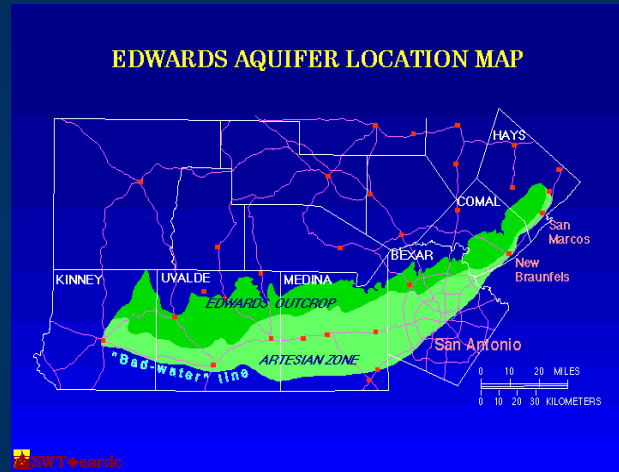 EDWARDS AQUIFER LOCATION MAP
HAYS
COMAL
San
Marcos
BEXAR
New
Braunfels
KINNEY
UVALDE
MEDINA
EDWARDS OUTCROP
San Antonio
ARTESIAN ZONE
"Bad-water" line
0 10 20 MILES
0 10 20 30 KILOMETERS